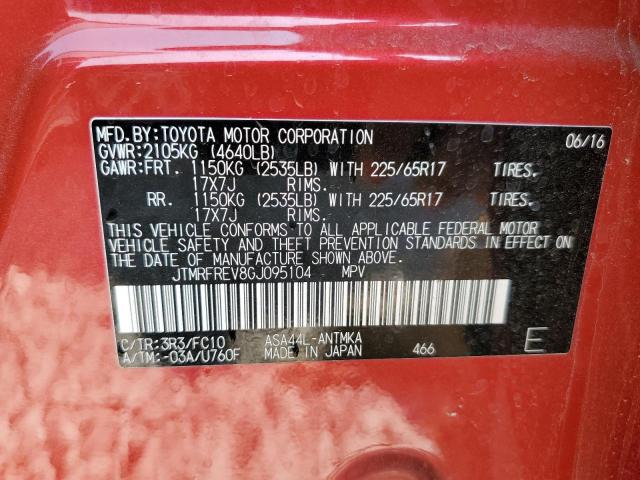 MFD.BY:TOYOTA MOTOR CORPORATION 06/16
GVWR:2105KG (4640LB)
GAWR:FRT. 1150KG (2535LB) WITH 225/65R17 TIRES.
17X7J RIMS.
RR. 1150KG (2535LB) WITH 225/65R17 TIRES.
17X7J RIMS.
THIS VEHICLE CONFORMS TO ALL APPLICABLE FEDERAL MOTOR
VEHICLE SAFETY AND THEFT PREVENTION STANDARDS IN EFFECT ON
THE DATE OF MANUFACTURE SHOWN ABOVE.
JTMRFREV8GJ095104 MPV
C/TR:3R3/FC10 ASA44L-ANTMKA
A/TM:-03A/U760F MADE IN JAPAN 466 E